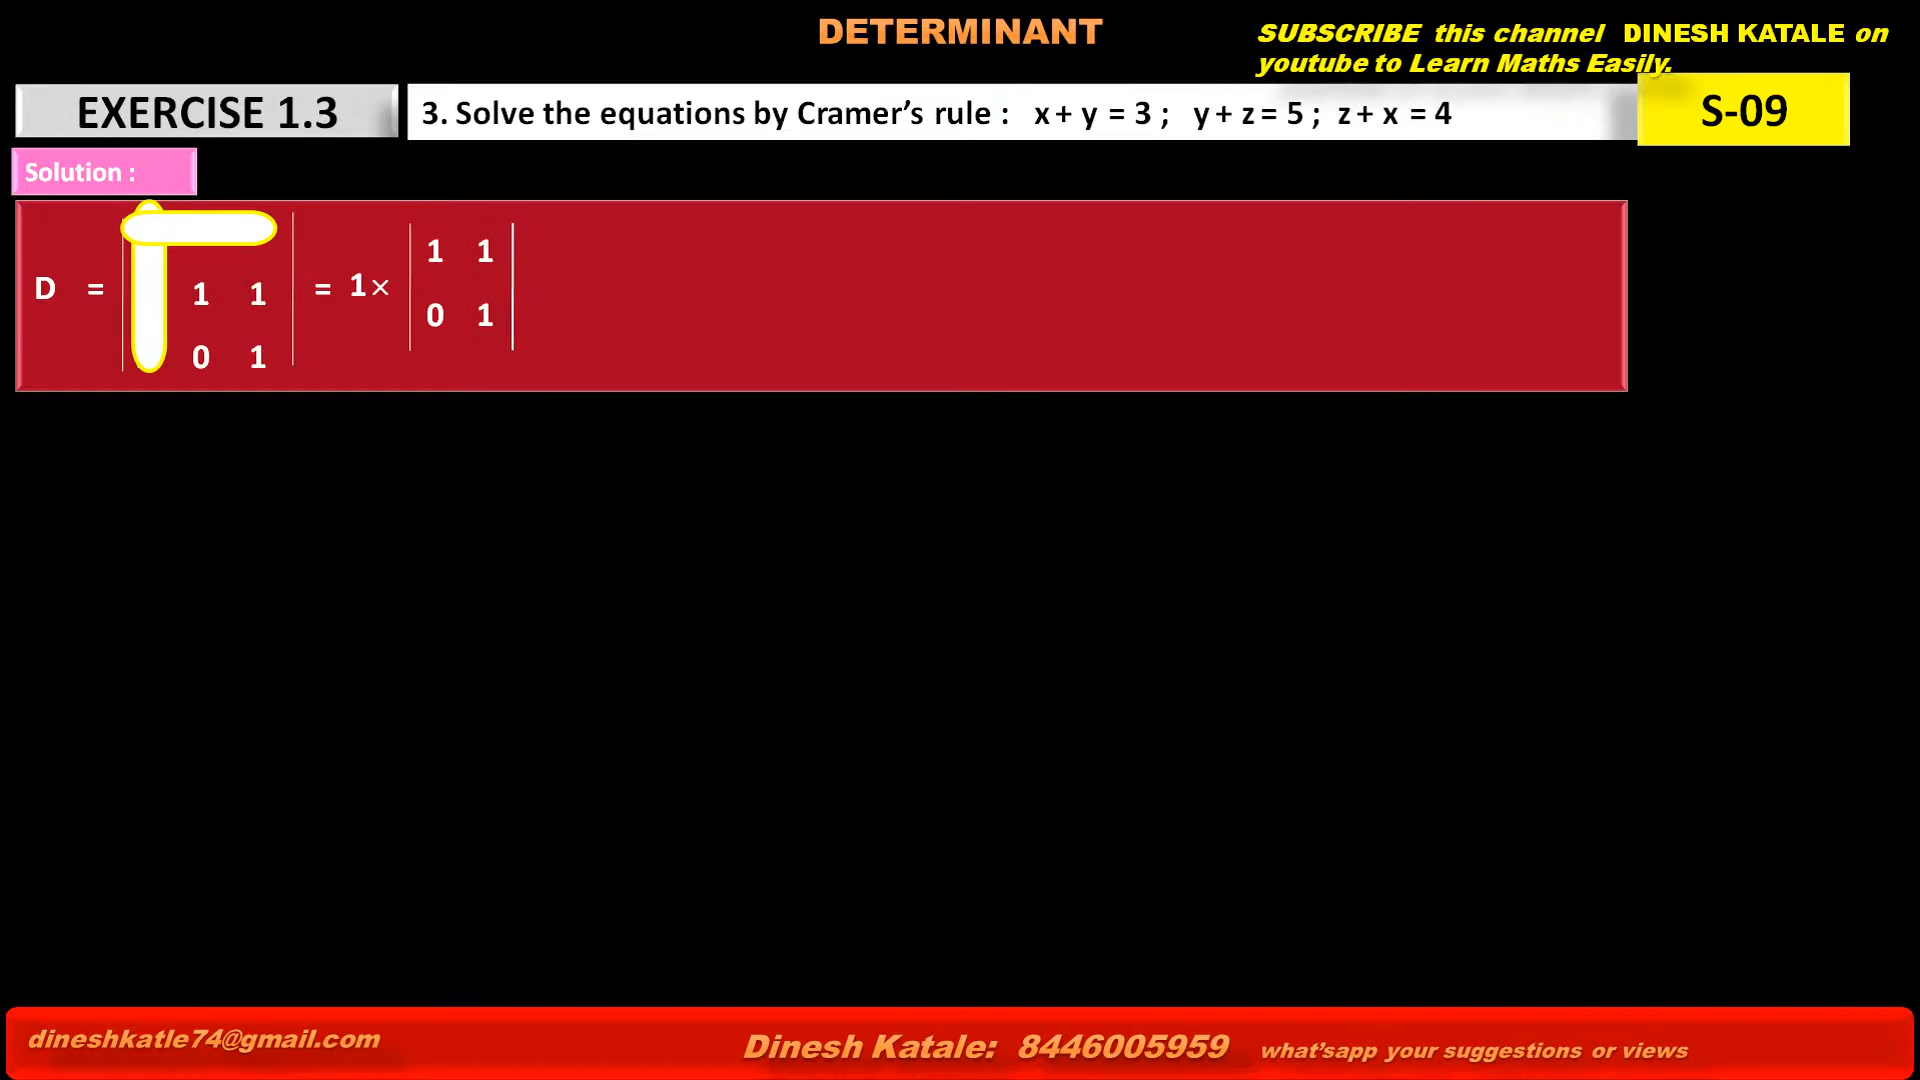 DETERMINANT
SUBSCRIBE this channel DINESH KATALE on
youtube to Learn Maths Easily.
EXERCISE 1.3
3. Solve the equations by Cramer’s rule : x + y = 3 ; y + z = 5 ; z + x = 4
S-09
Solution :
1 1
D = 1 1 = 1×
0 1
0 1
dineshkatle74@gmail.com
Dinesh Katale: 8446005959 what’sapp your suggestions or views